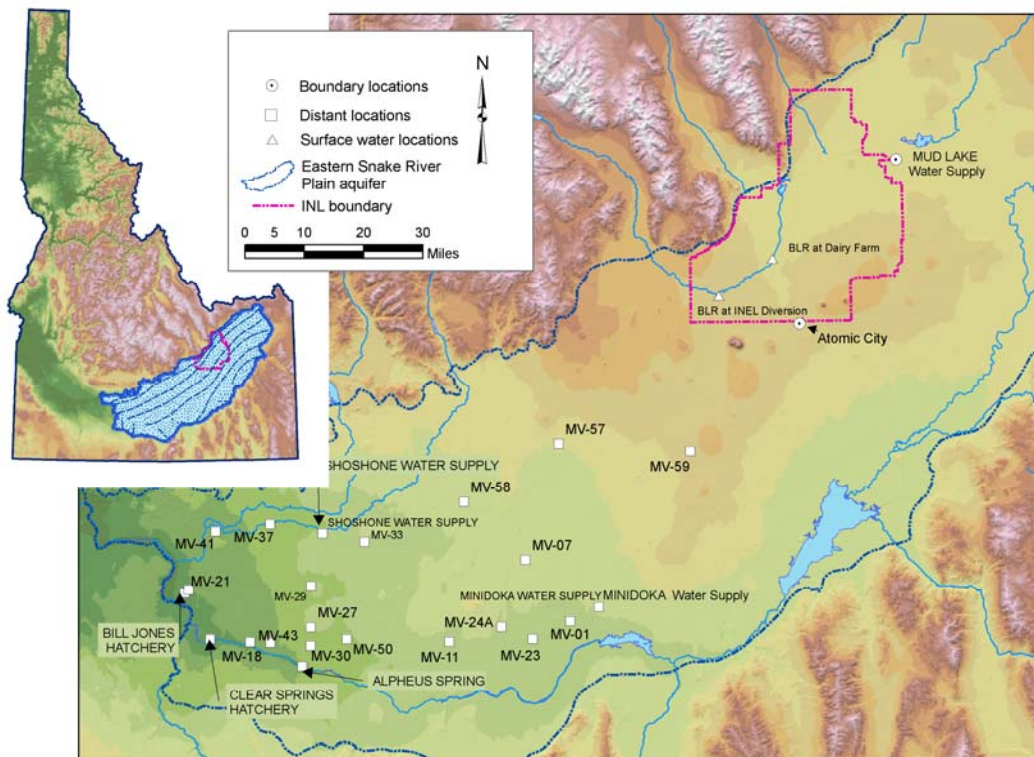 N
Boundary locations
Distant locations
Surface water locations
Eastern Snake River
Plain aquifer
INL boundary
0 10 20 30
Miles
MUD LAKE
Water Supply
BLR at Dairy Farm
BLR at INEL Diversion
Atomic City
MV-57
MV-59
SHOSHONE WATER SUPPLY
MV-58
SHOSHONE WATER SUPPLY
MV-41
MV-37
MV-33
MV-07
MV-21
MV-29
MINIDOKA WATER SUPPLY
MINIDOKA Water Supply
MV-27
MV-24A
MV-01
BILL JONES
HATCHERY
MV-18
MV-43
MV-30
MV-50
MV-11
MV-23
CLEAR SPRINGS
HATCHERY
ALPHEUS SPRING